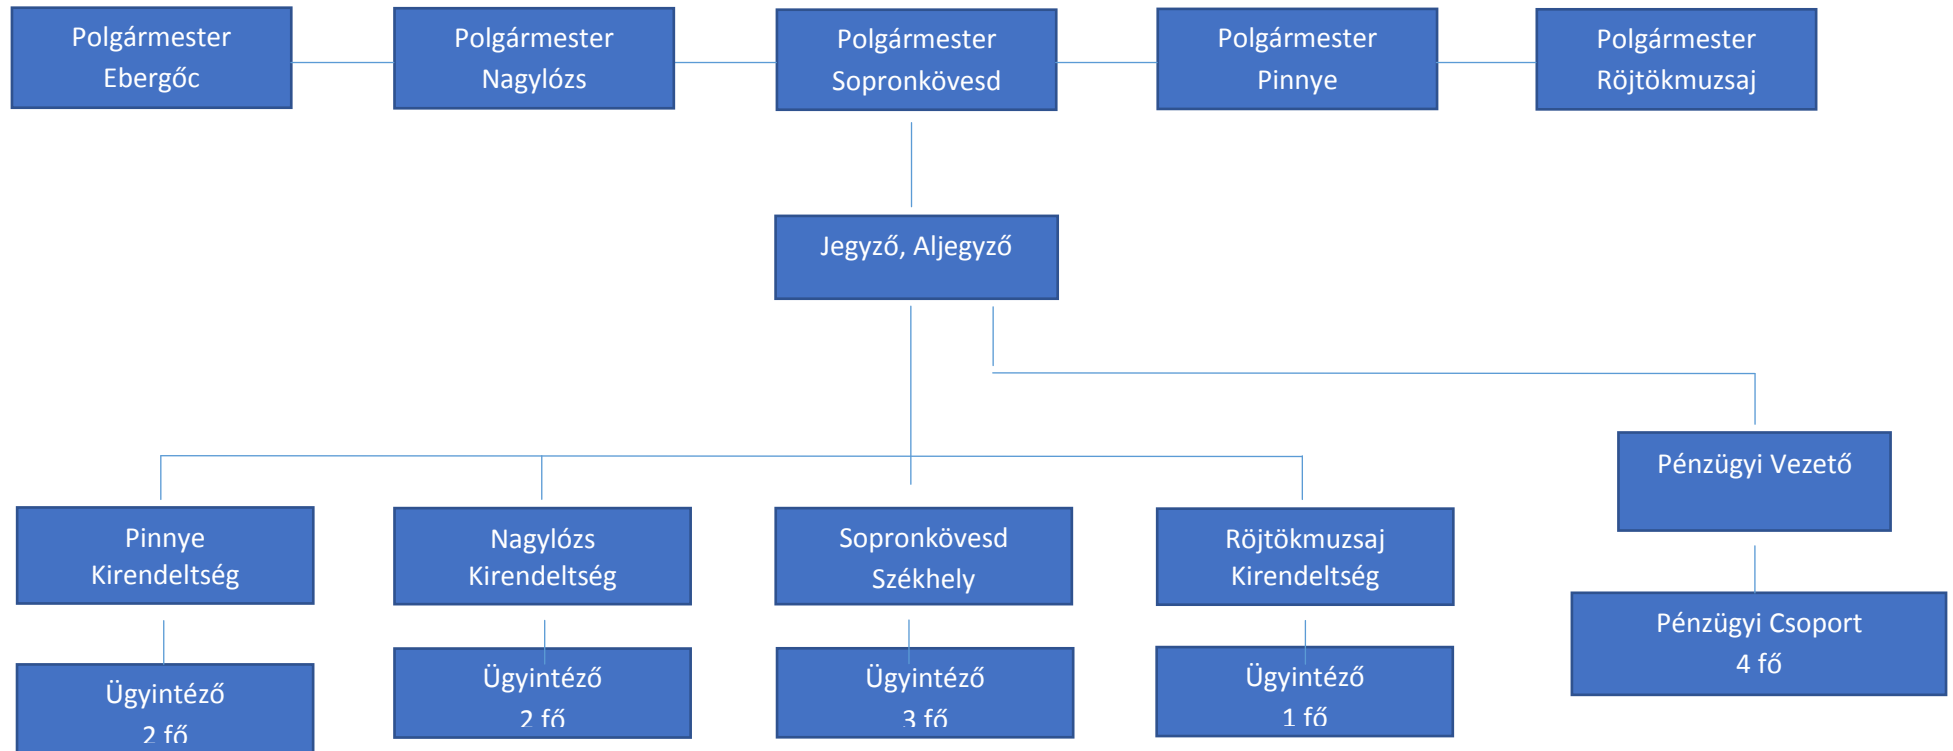 Polgármester
Ebergőc
Polgármester
Nagylózs
Polgármester
Sopronkövesd
Polgármester
Pinnye
Polgármester
Röjtökmuzsaj
Jegyző, Aljegyző
Pénzügyi Vezető
Pinnye
Kirendeltség
Nagylózs
Kirendeltség
Sopronkövesd
Székhely
Röjtökmuzsaj
Kirendeltség
Pénzügyi Csoport
4 fő
Ügyintéző
2 fő
Ügyintéző
2 fő
Ügyintéző
3 fő
Ügyintéző
1 fő